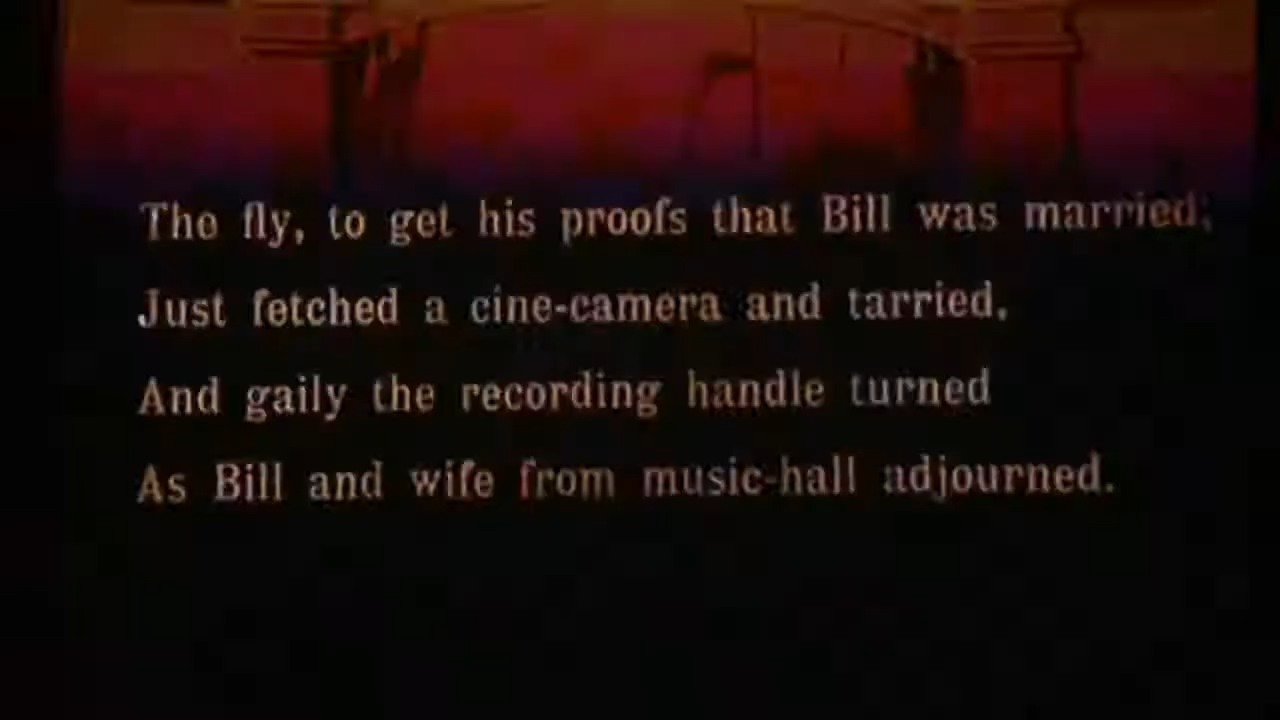 The fly, to get his proofs that Bill was married,
Just fetched a cine-camera and tarried,
And gaily the recording handle turned
As Bill and wife from music-hall adjourned.